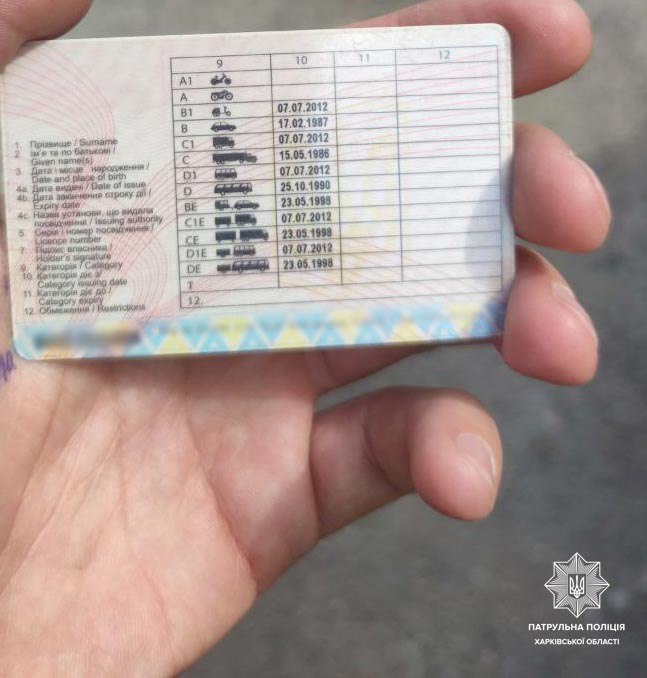 1. Прізвище / Surname
2. Ім'я та по батькові /
Given name(s)
3. Дата і місце народження /
Date and place of birth
4a. Дата видачі / Date of issue
4b. Дата закінчення строку дії /
Expiry date
4c. Назва установи, що видала
посвідчення / Issuing authority
5. Серія і номер посвідчення /
Licence number
7. Підпис власника /
Holder's signature
9. Категорія / Category
10. Категорія діє з/
Category issuing date
11. Категорія діє до /
Category expiry
12. Обмеження / Restrictions
9 10 11 12
A1
A
B1 07.07.2012
B 17.02.1987
C1 07.07.2012
C 15.05.1986
D1 07.07.2012
D 25.10.1990
BE 23.05.1998
C1E 07.07.2012
CE 23.05.1998
D1E 07.07.2012
DE 23.05.1998
T
12.
ПАТРУЛЬНА ПОЛІЦІЯ
ХАРКІВСЬКОЇ ОБЛАСТІ